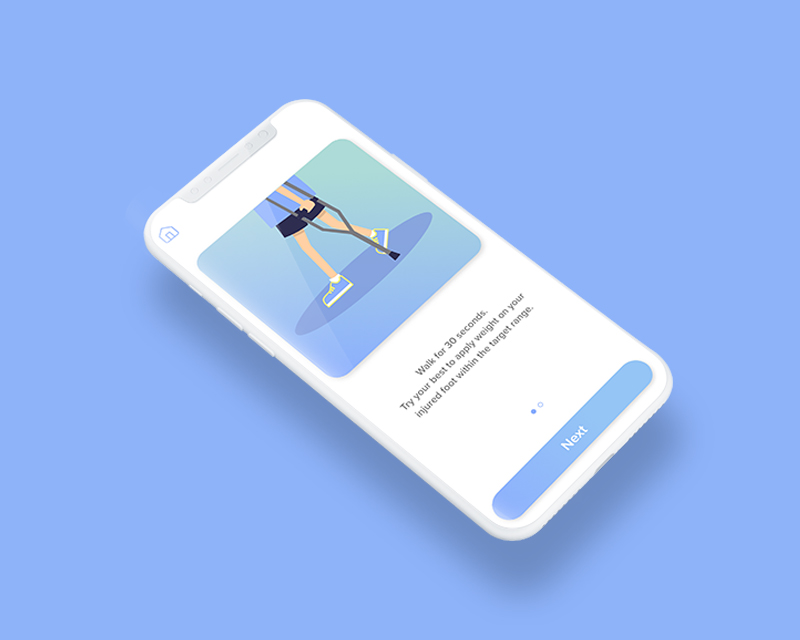 Walk for 30 seconds.
Try your best to apply weight on your
injured foot within the target range.
Next